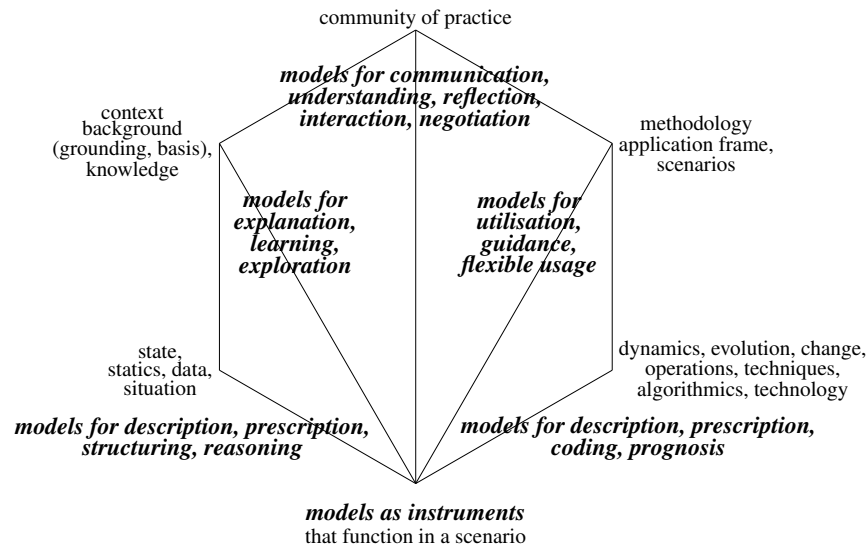 community of practice
models for communication,
understanding, reflection,
interaction, negotiation
context
background
(grounding, basis),
knowledge
methodology
application frame,
scenarios
models for
explanation,
learning,
exploration
models for
utilisation,
guidance,
flexible usage
state,
statics, data,
situation
dynamics, evolution, change,
operations, techniques,
algorithmics, technology
models for description, prescription,
structuring, reasoning
models for description, prescription,
coding, prognosis
models as instruments
that function in a scenario